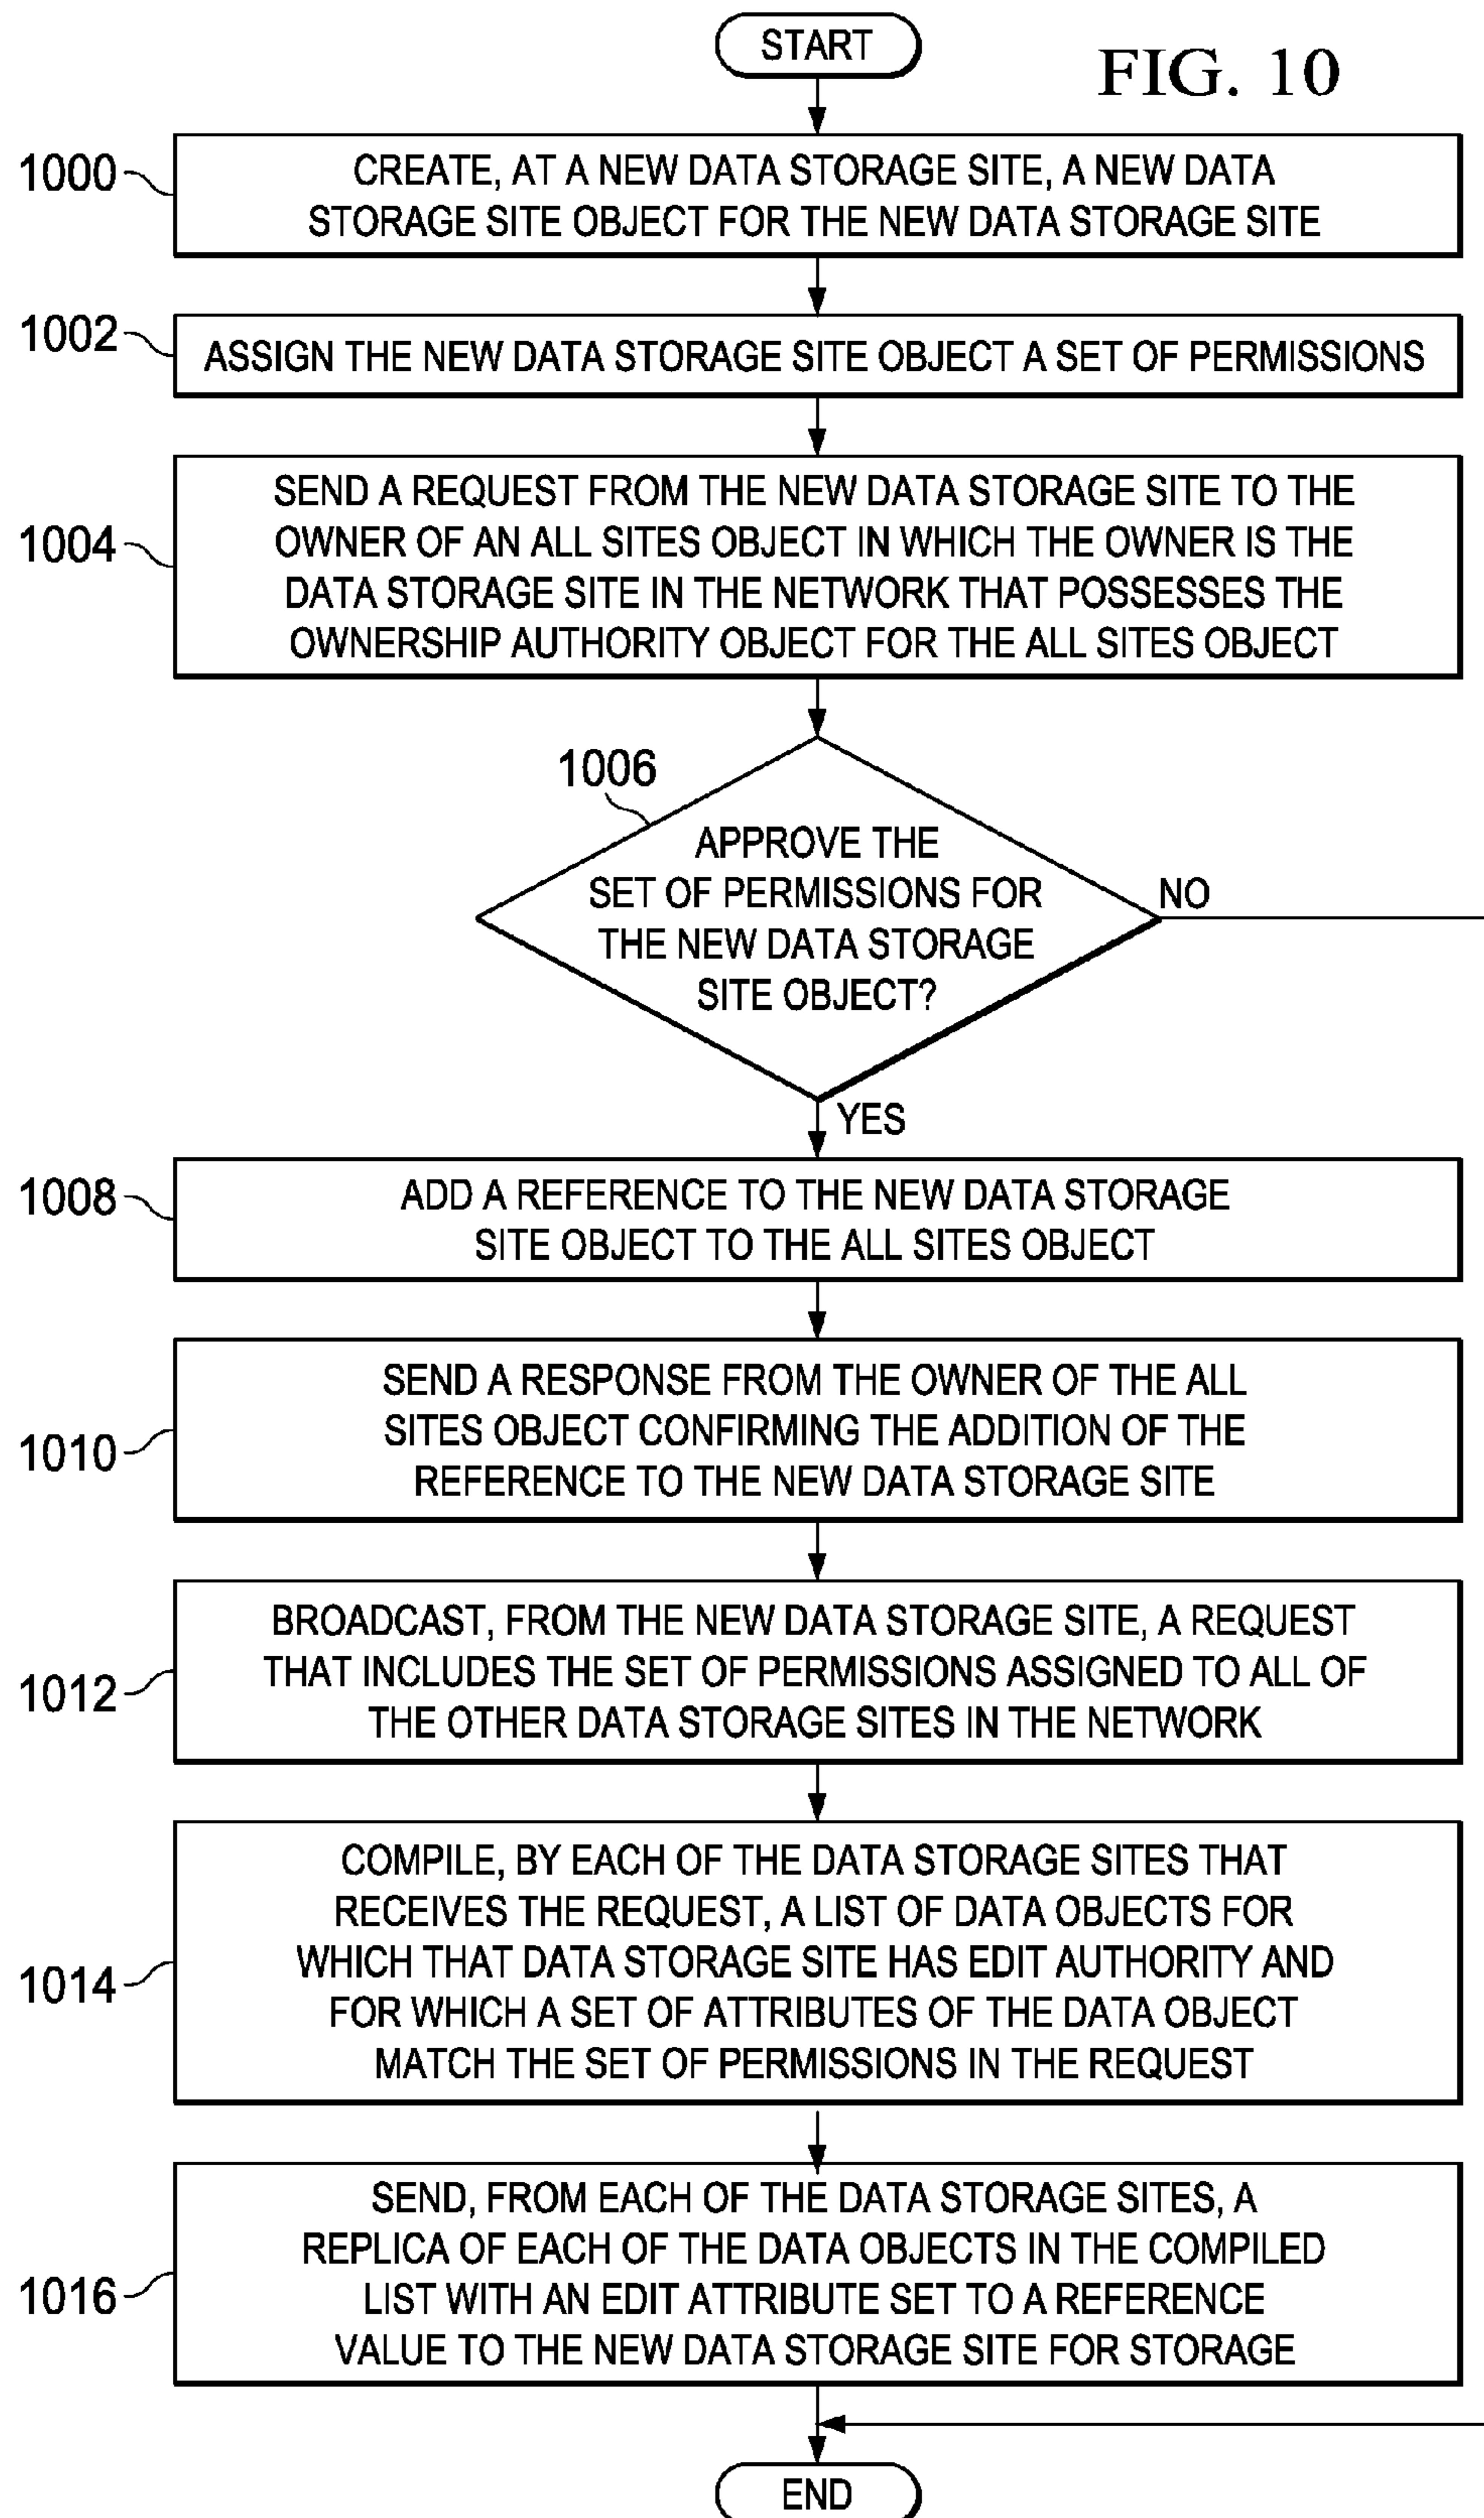 START
FIG. 10
1000
CREATE, AT A NEW DATA STORAGE SITE, A NEW DATA
STORAGE SITE OBJECT FOR THE NEW DATA STORAGE SITE
1002
ASSIGN THE NEW DATA STORAGE SITE OBJECT A SET OF PERMISSIONS
1004
SEND A REQUEST FROM THE NEW DATA STORAGE SITE TO THE
OWNER OF AN ALL SITES OBJECT IN WHICH THE OWNER IS THE
DATA STORAGE SITE IN THE NETWORK THAT POSSESSES THE
OWNERSHIP AUTHORITY OBJECT FOR THE ALL SITES OBJECT
1006
APPROVE THE
SET OF PERMISSIONS FOR
THE NEW DATA STORAGE
SITE OBJECT?
NO
YES
1008
ADD A REFERENCE TO THE NEW DATA STORAGE
SITE OBJECT TO THE ALL SITES OBJECT
1010
SEND A RESPONSE FROM THE OWNER OF THE ALL
SITES OBJECT CONFIRMING THE ADDITION OF THE
REFERENCE TO THE NEW DATA STORAGE SITE
1012
BROADCAST, FROM THE NEW DATA STORAGE SITE, A REQUEST
THAT INCLUDES THE SET OF PERMISSIONS ASSIGNED TO ALL OF
THE OTHER DATA STORAGE SITES IN THE NETWORK
1014
COMPILE, BY EACH OF THE DATA STORAGE SITES THAT
RECEIVES THE REQUEST, A LIST OF DATA OBJECTS FOR
WHICH THAT DATA STORAGE SITE HAS EDIT AUTHORITY AND
FOR WHICH A SET OF ATTRIBUTES OF THE DATA OBJECT
MATCH THE SET OF PERMISSIONS IN THE REQUEST
1016
SEND, FROM EACH OF THE DATA STORAGE SITES, A
REPLICA OF EACH OF THE DATA OBJECTS IN THE COMPILED
LIST WITH AN EDIT ATTRIBUTE SET TO A REFERENCE
VALUE TO THE NEW DATA STORAGE SITE FOR STORAGE
END